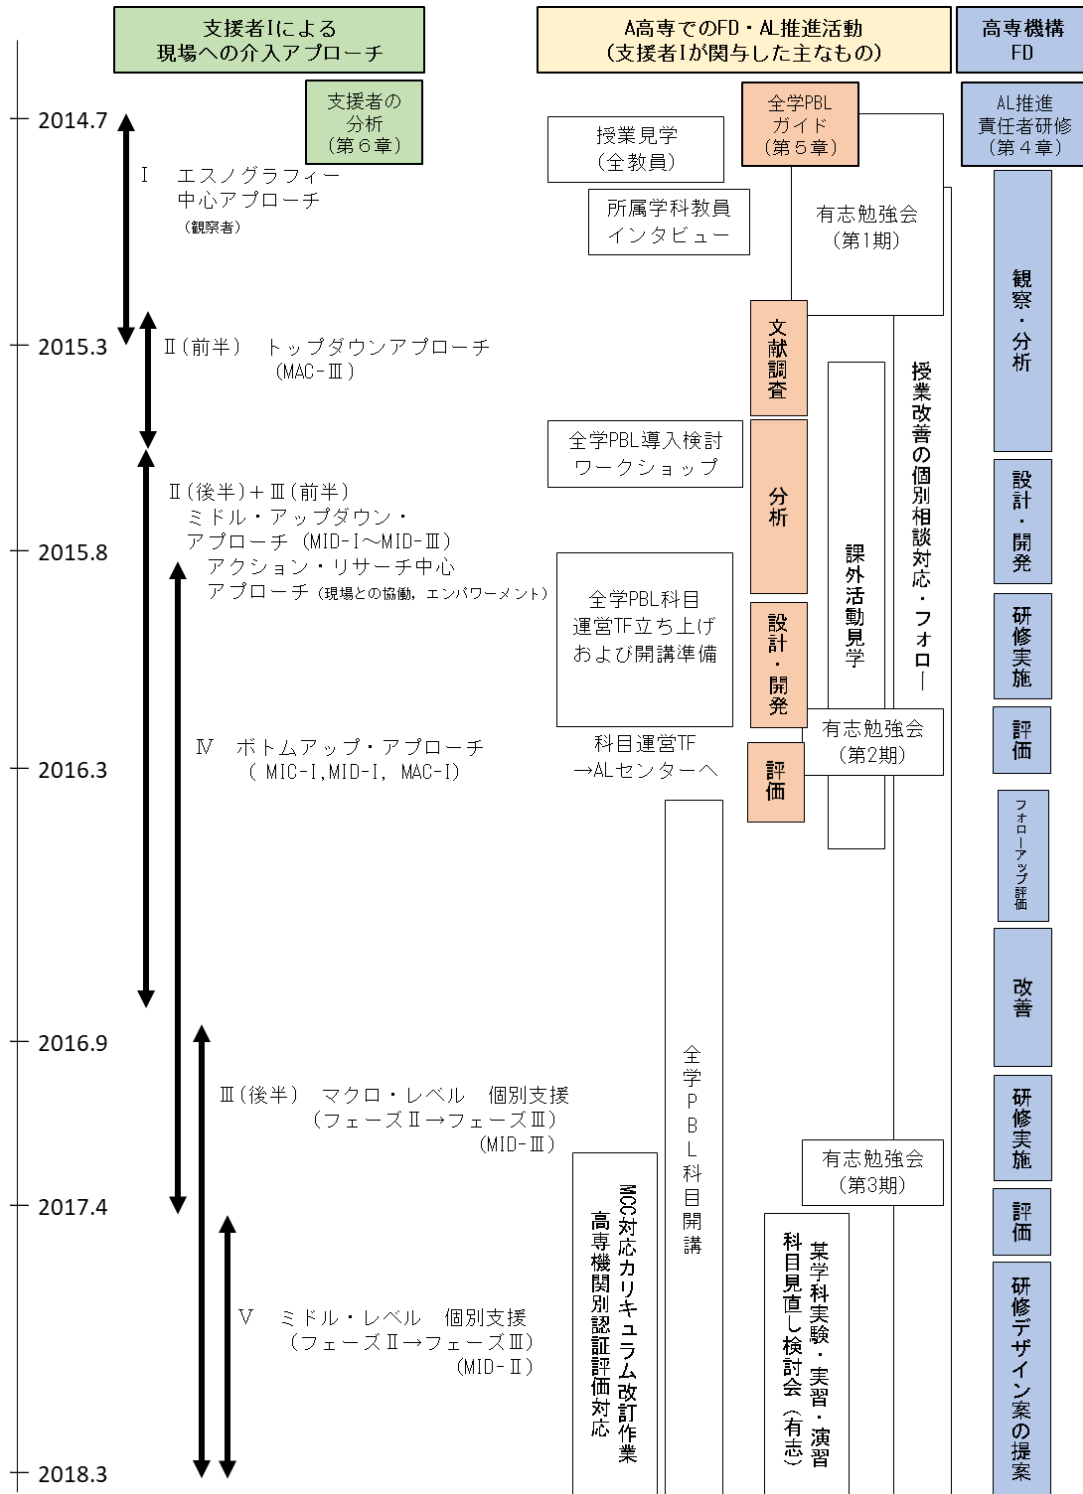 支援者Iによる
現場への介入アプローチ
A高専でのFD・AL推進活動
(支援者Iが関与した主なもの)
高専機構
FD
支援者の
分析
(第6章)
全学PBL
ガイド
(第5章)
AL推進
責任者研修
(第4章)
2014.7
2015.3
2015.8
2016.3
2016.9
2017.4
2018.3
Ⅰ エスノグラフィー
中心アプローチ
(観察者)
Ⅱ(前半) トップダウンアプローチ
(MAC-Ⅲ)
Ⅱ(後半)+Ⅲ(前半)
ミドル・アップダウン・
アプローチ (MID-I~MID-Ⅲ)
アクション・リサーチ中心
アプローチ(現場との協働, エンパワーメント)
Ⅳ ボトムアップ・アプローチ
( MIC-I,MID-I, MAC-I)
Ⅲ(後半) マクロ・レベル 個別支援
(フェーズⅡ→フェーズⅢ)
(MID-Ⅲ)
Ⅴ ミドル・レベル 個別支援
(フェーズⅡ→フェーズⅢ)
(MID-Ⅱ)
授業見学
(全教員)
所属学科教員
インタビュー
全学PBL導入検討
ワークショップ
全学PBL科目
運営TF立ち上げ
および開講準備
科目運営TF
→ALセンターへ
全学PBL科目開講
MCC対応カリキュラム改訂作業
高専機関別認証評価対応
文献調査
分析
設計・開発
評価
有志勉強会
(第1期)
課外活動見学
授業改善の個別相談対応・フォロー
有志勉強会
(第2期)
有志勉強会
(第3期)
某学科実験・実習・演習
科目見直し検討会(有志)
観察・分析
設計・開発
研修実施
評価
フォローアップ評価
改善
研修実施
評価
研修デザイン案の提案